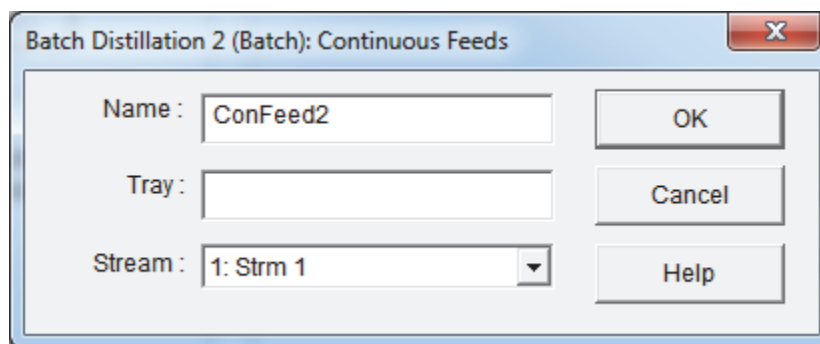 Batch Distillation 2 (Batch): Continuous Feeds
Name : ConFeed2 OK
Tray : Cancel
Stream : 1: Strm 1 Help